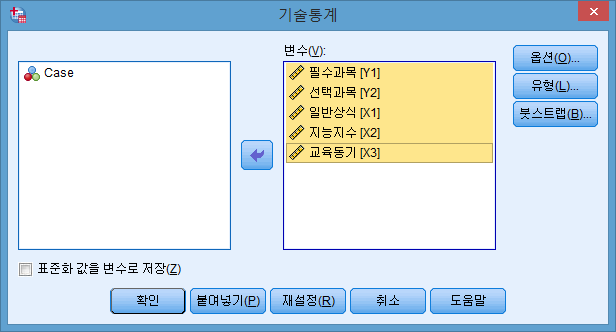 기술통계
변수(V):
Case
필수과목 [Y1]
선택과목 [Y2]
일반상식 [X1]
지능지수 [X2]
교육동기 [X3]
옵션(O)...
유형(L)...
붓스트랩(B)...
표준화 값을 변수로 저장(Z)
확인 붙여넣기(P) 재설정(R) 취소 도움말